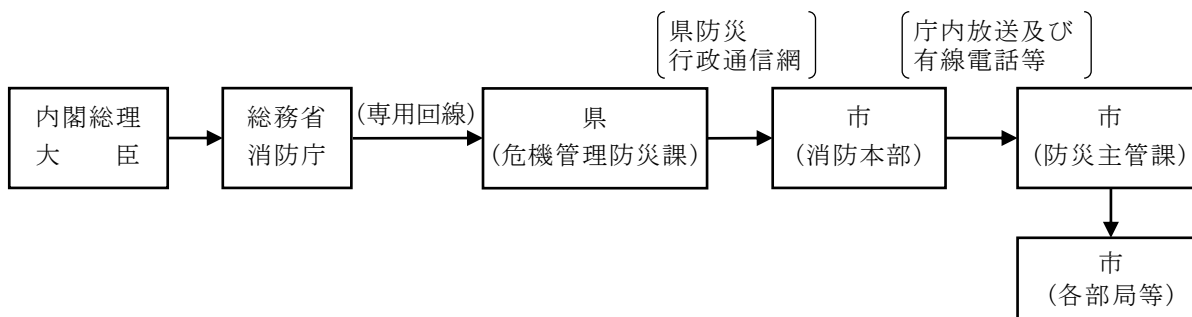 県防災
行政通信網
庁内放送及び
有線電話等
内閣総理
大　　臣
総務省
消防庁
(専用回線)
県
(危機管理防災課)
市
(消防本部)
市
(防災主管課)
市
(各部局等)